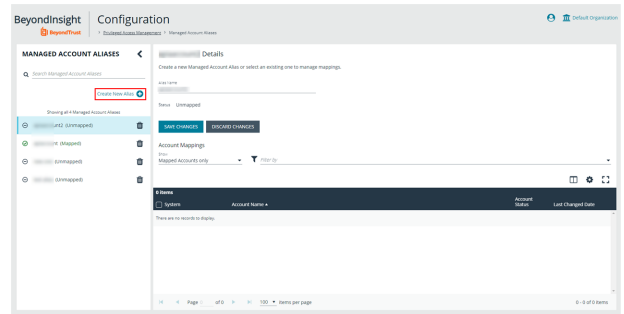 BeyondInsight
BeyondTrust
Configuration
Privileged Access Management > Managed Account Aliases
Default Organization
MANAGED ACCOUNT ALIASES
Search Managed Account Aliases
Create New Alias
Showing all 4 Managed Account Aliases
unt2 (Unmapped)
nt (Mapped)
(Unmapped)
(Unmapped)
Details
Create a new Managed Account Alias or select an existing one to manage mappings.
Alias Name
Status Unmapped
SAVE CHANGES DISCARD CHANGES
Account Mappings
Show
Mapped Accounts only
Filter by
0 items
System Account Name Account Status Last Changed Date
There are no records to display.
Page of 0 100 items per page
0 - 0 of 0 items